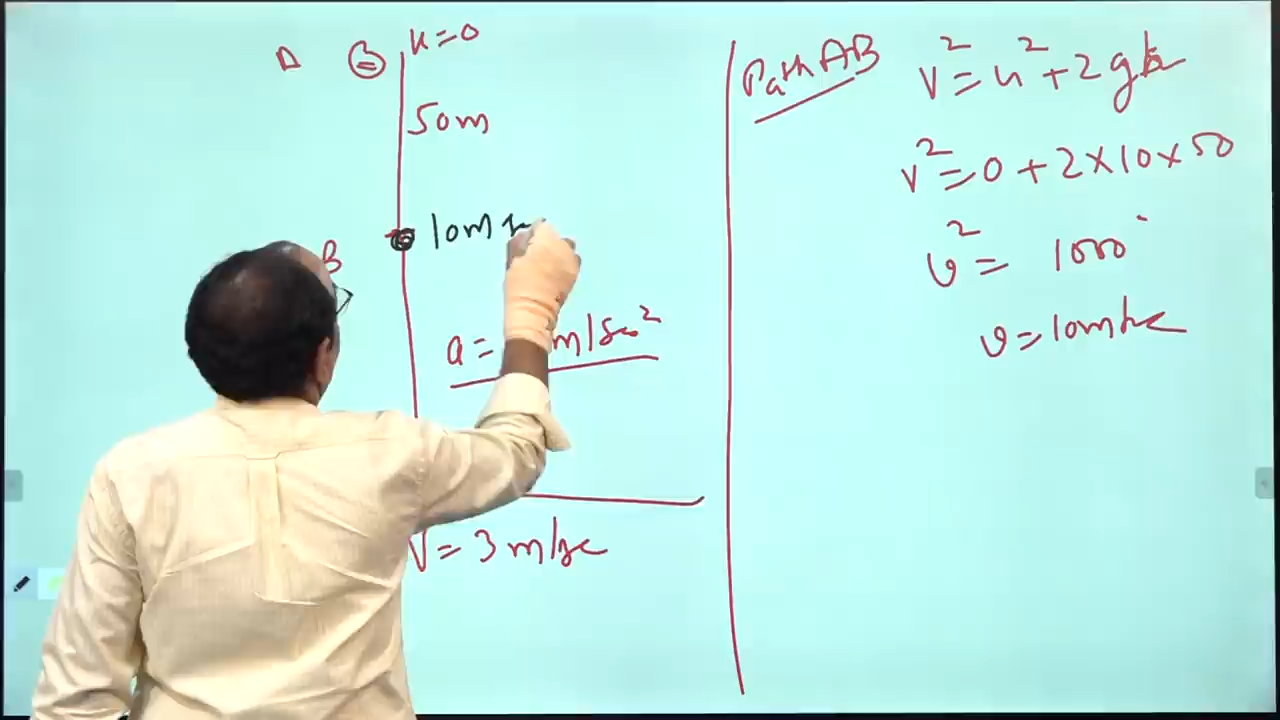 A B u=0
50m
10m
B
a= m/sec²
V=3m/sec
Path AB
V²=u²+2gh
V²=0+2×10×50
v²= 1000
v=10m/sec